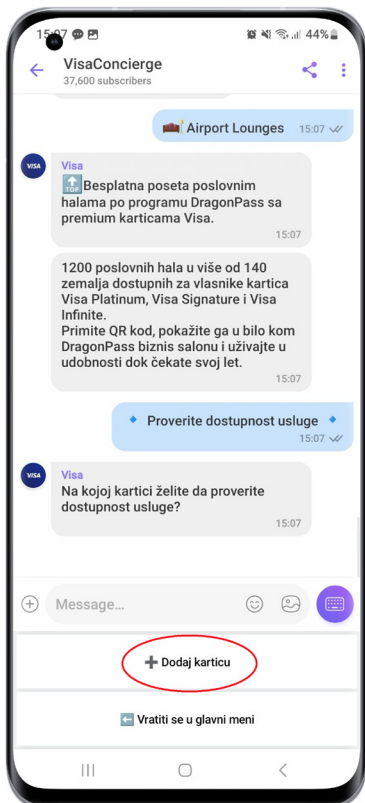 15:07 44%
VisaConcierge
37,600 subscribers
Airport Lounges 15:07
VISA
Visa
TOP Besplatna poseta poslovnim
halama po programu DragonPass sa
premium karticama Visa.
15:07
1200 poslovnih hala u više od 140
zemalja dostupnih za vlasnike kartica
Visa Platinum, Visa Signature i Visa
Infinite.
Primite QR kod, pokažite ga u bilo kom
DragonPass biznis salonu i uživajte u
udobnosti dok čekate svoj let.
15:07
Proverite dostupnost usluge
15:07
VISA
Visa
Na kojoj kartici želite da proverite
dostupnost usluge?
15:07
Message...
Dodaj karticu
Vratiti se u glavni meni